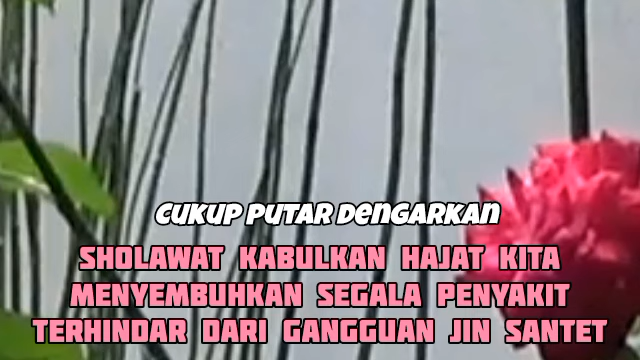 CUKUP PUTAR DENGARKAN
SHOLAWAT KABULKAN HAJAT KITA
MENYEMBUHKAN SEGALA PENYAKIT
TERHINDAR DARI GANGGUAN JIN SANTET